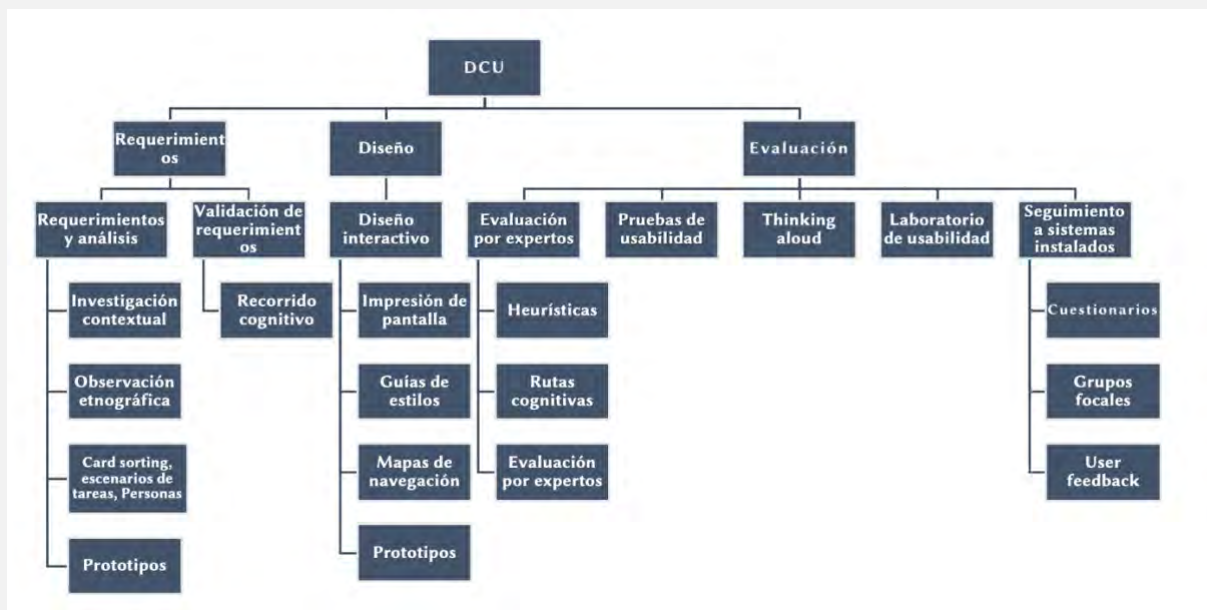 DCU
Requerimient
os
Diseño
Evaluación
Requerimientos
y análisis
Validación de
requerimient
os
Diseño
interactivo
Evaluación
por expertos
Pruebas de
usabilidad
Thinking
aloud
Laboratorio
de usabilidad
Seguimiento
a sistemas
instalados
Investigación
contextual
Recorrido
cognitivo
Impresión de
pantalla
Heurísticas
Cuestionarios
Observación
etnográfica
Guías de
estilos
Rutas
cognitivas
Grupos
focales
Card sorting,
escenarios de
tareas, Personas
Mapas de
navegación
Evaluación
por expertos
User
feedback
Prototipos
Prototipos